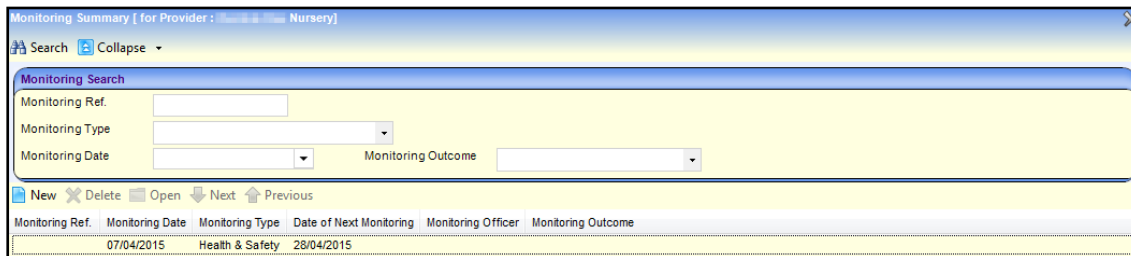 Monitoring Summary [ for Provider : Nursery]
Search Collapse
Monitoring Search
Monitoring Ref.
Monitoring Type
Monitoring Date Monitoring Outcome
New Delete Open Next Previous
Monitoring Ref. Monitoring Date Monitoring Type Date of Next Monitoring Monitoring Officer Monitoring Outcome
07/04/2015 Health & Safety 28/04/2015